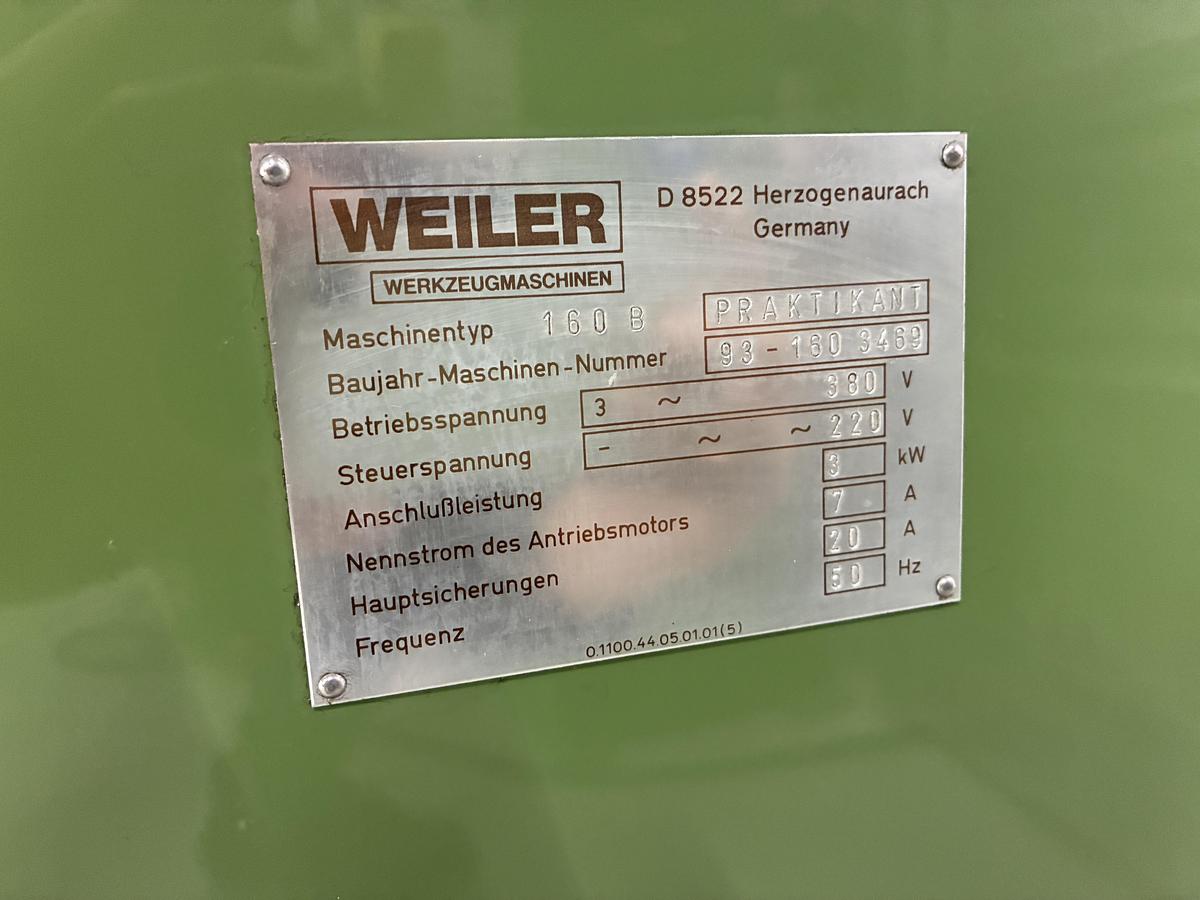 WEILER
WERKZEUGMASCHINEN
D 8522 Herzogenaurach
Germany
Maschinentyp 160 B PRAKTIKANT
Baujahr-Maschinen-Nummer 93-160 3469
Betriebsspannung 3 ~ 380 V
Steuerspannung - ~ ~ 220 V
Anschlußleistung 3 kW
Nennstrom des Antriebsmotors 7 A
Hauptsicherungen 20 A
Frequenz 50 Hz
0.1100.44.05.01.01(5)